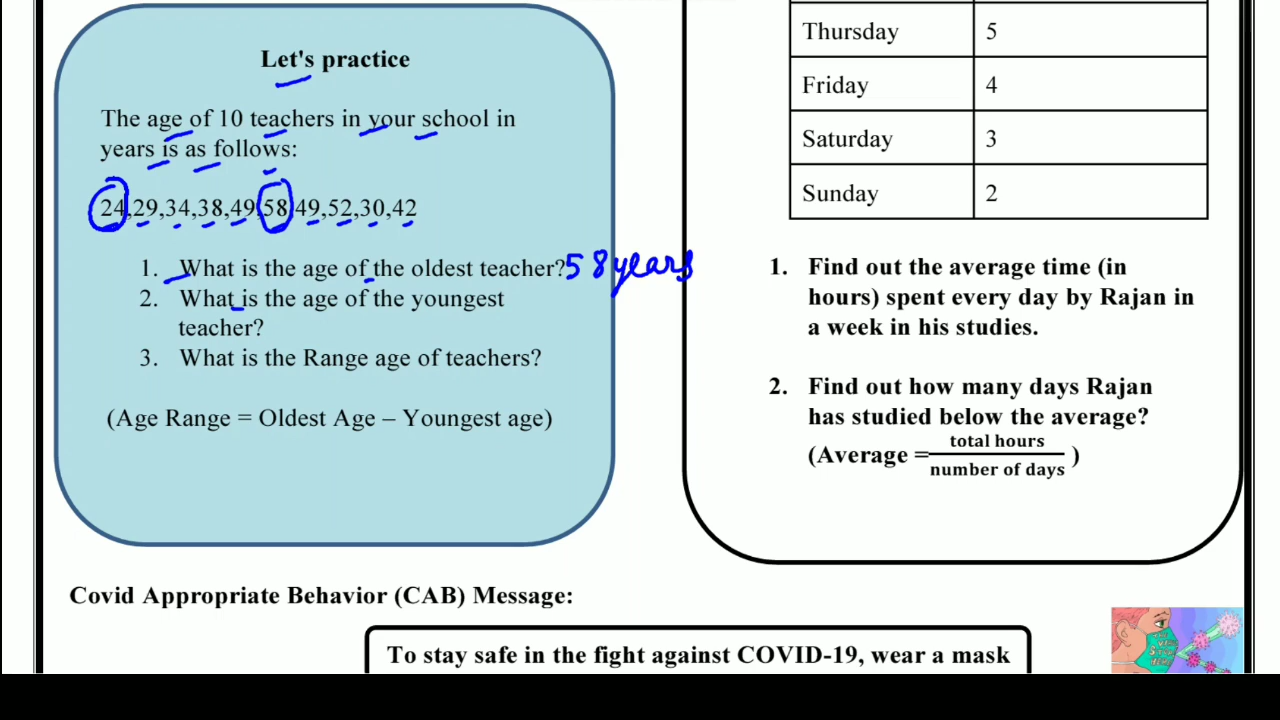 Let's practice
The age of 10 teachers in your school in
years is as follows:
24,29,34,38,49,58,49,52,30,42
1. What is the age of the oldest teacher? 58 years
2. What is the age of the youngest
teacher?
3. What is the Range age of teachers?
(Age Range = Oldest Age – Youngest age)
Thursday 5
Friday 4
Saturday 3
Sunday 2
1. Find out the average time (in
hours) spent every day by Rajan in
a week in his studies.
2. Find out how many days Rajan
has studied below the average?
(Average = total hours / number of days )
Covid Appropriate Behavior (CAB) Message:
To stay safe in the fight against COVID-19, wear a mask